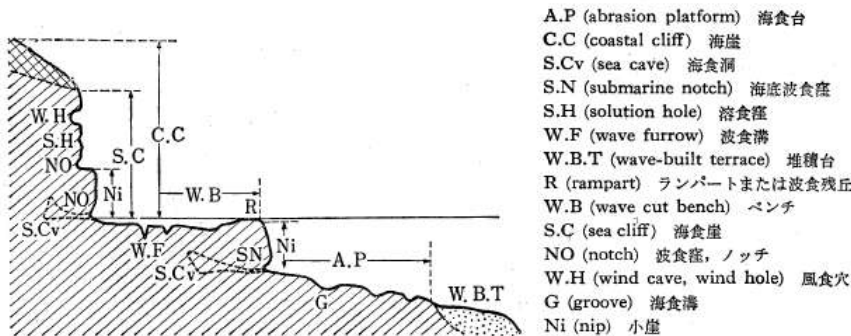 W.H
S.H
NO
S.C
C.C
Ni
W.B
R
NO
S.Cv
W.F
S.Cv
SN
Ni
A.P
G
W.B.T
A.P (abrasion platform) 海食台
C.C (coastal cliff) 海崖
S.Cv (sea cave) 海食洞
S.N (submarine notch) 海底波食窪
S.H (solution hole) 溶食窪
W.F (wave furrow) 波食溝
W.B.T (wave-built terrace) 堆積台
R (rampart) ランパートまたは波食残丘
W.B (wave cut bench) ベンチ
S.C (sea cliff) 海食崖
NO (notch) 波食窪,ノッチ
W.H (wind cave, wind hole) 風食穴
G (groove) 海食溝
Ni (nip) 小崖